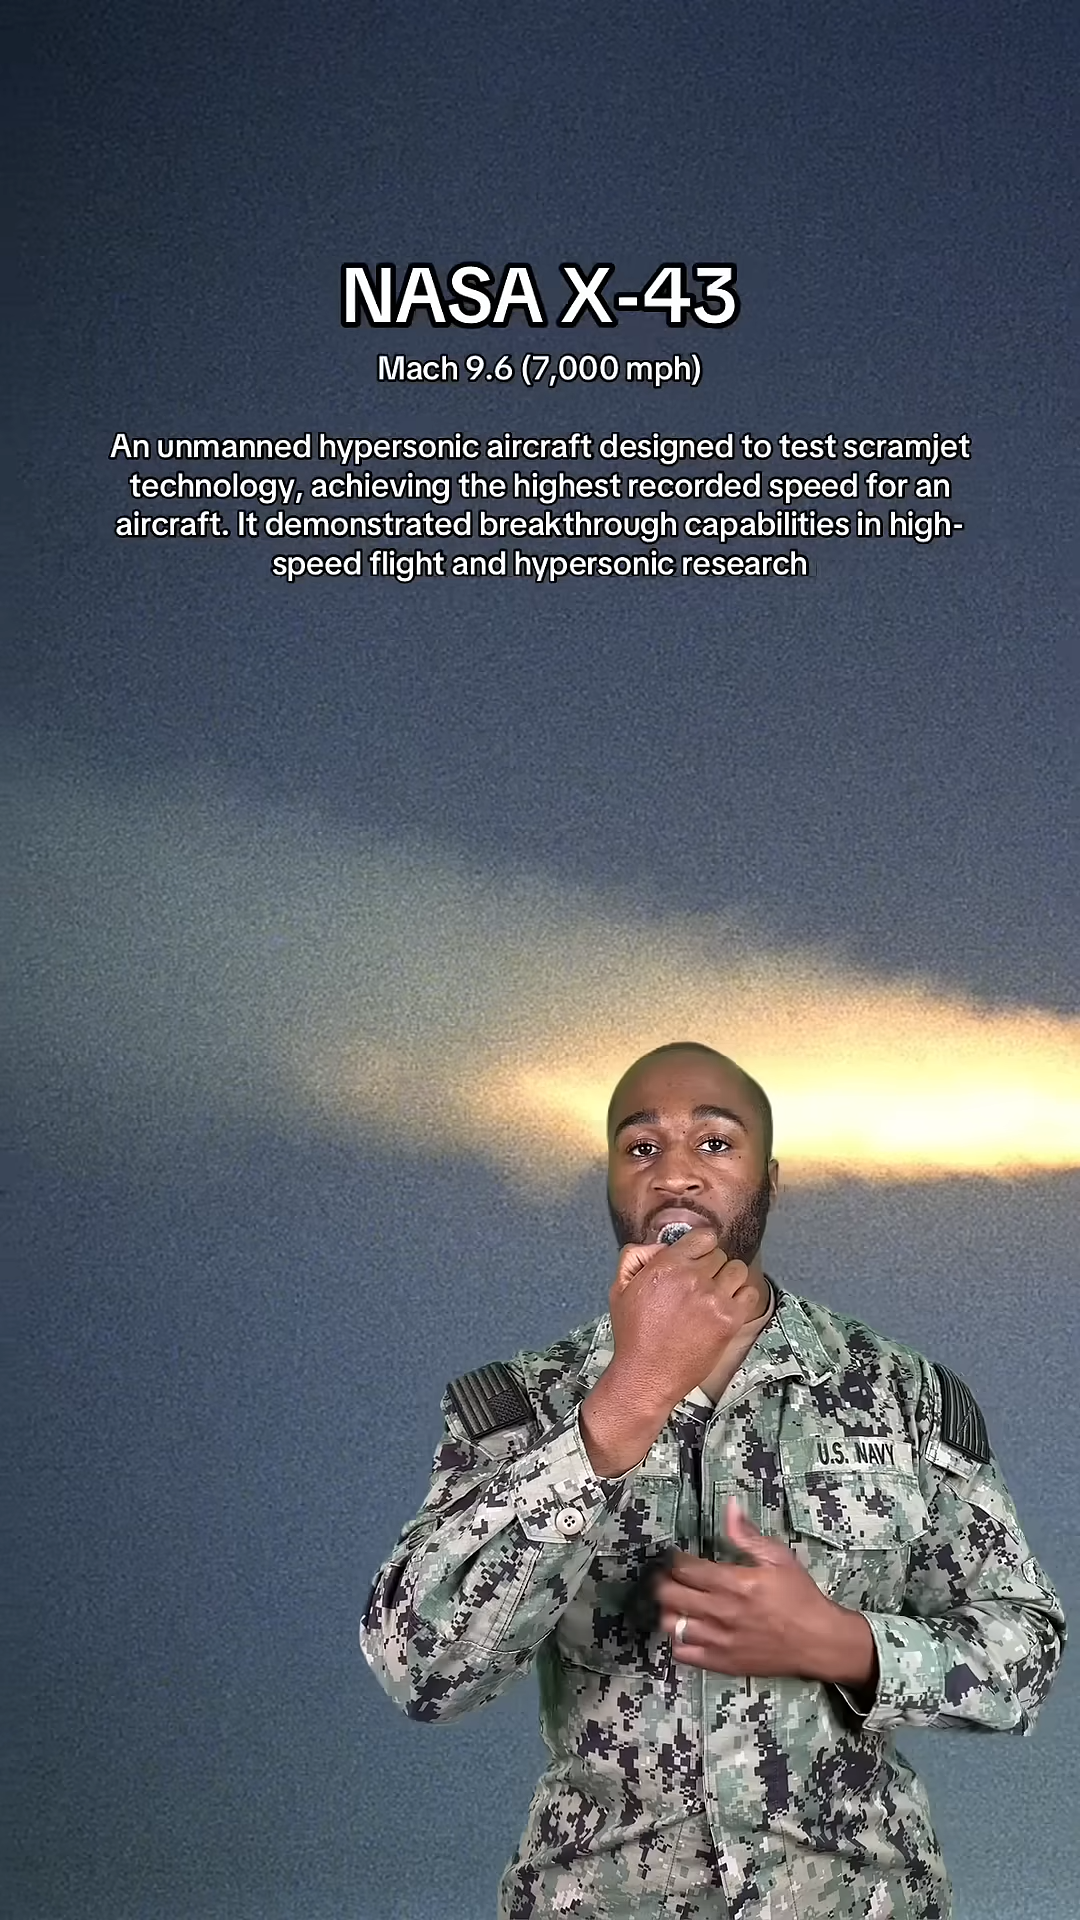 NASA X-43
Mach 9.6 (7,000 mph)
An unmanned hypersonic aircraft designed to test scramjet
technology, achieving the highest recorded speed for an
aircraft. It demonstrated breakthrough capabilities in high-
speed flight and hypersonic research
U.S. NAVY